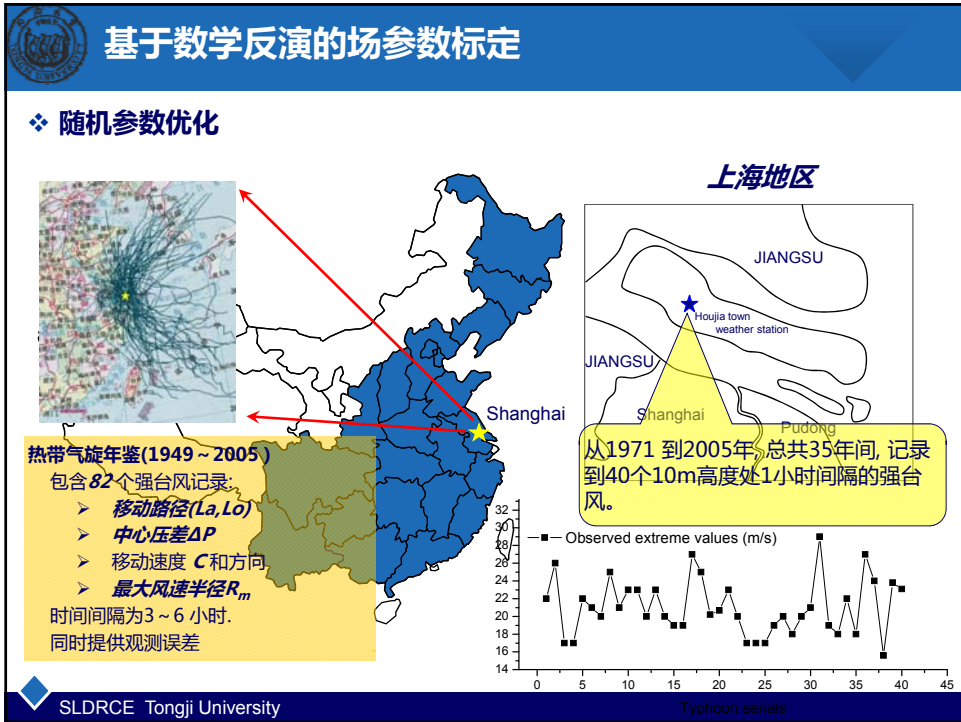 基于数学反演的场参数标定
随机参数优化
上海地区
JIANGSU
Houjia town
weather station
JIANGSU
Shanghai
Shanghai
Pudong
从1971 到2005年, 总共35年间, 记录
到40个10m高度处1小时间隔的强台
风。
热带气旋年鉴(1949～2005)
包含82个强台风记录:
移动路径(La,Lo)
中心压差ΔP
移动速度 C 和方向
最大风速半径Rm
时间间隔为3～6 小时.
同时提供观测误差
Observed extreme values (m/s)
32
30
28
26
24
22
20
18
16
14
0 5 10 15 20 25 30 35 40 45
Typhoon serials
SLDRCE Tongji University